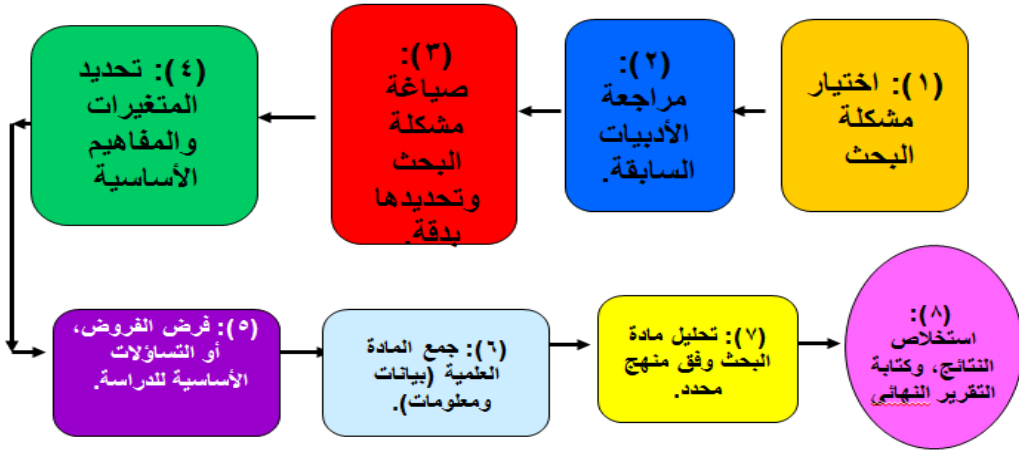 (١): اختيار
مشكلة
البحث
(٢):
مراجعة
الأدبيات
السابقة.
(٣):
صياغة
مشكلة
البحث
وتحديدها
بدقة.
(٤): تحديد
المتغيرات
والمفاهيم
الأساسية
(٥): فرض الفروض،
أو التساؤلات
الأساسية للدراسة.
(٦): جمع المادة
العلمية (بيانات
ومعلومات).
(٧): تحليل مادة
البحث وفق منهج
محدد.
(٨):
استخلاص
النتائج، وكتابة
التقرير النهائي